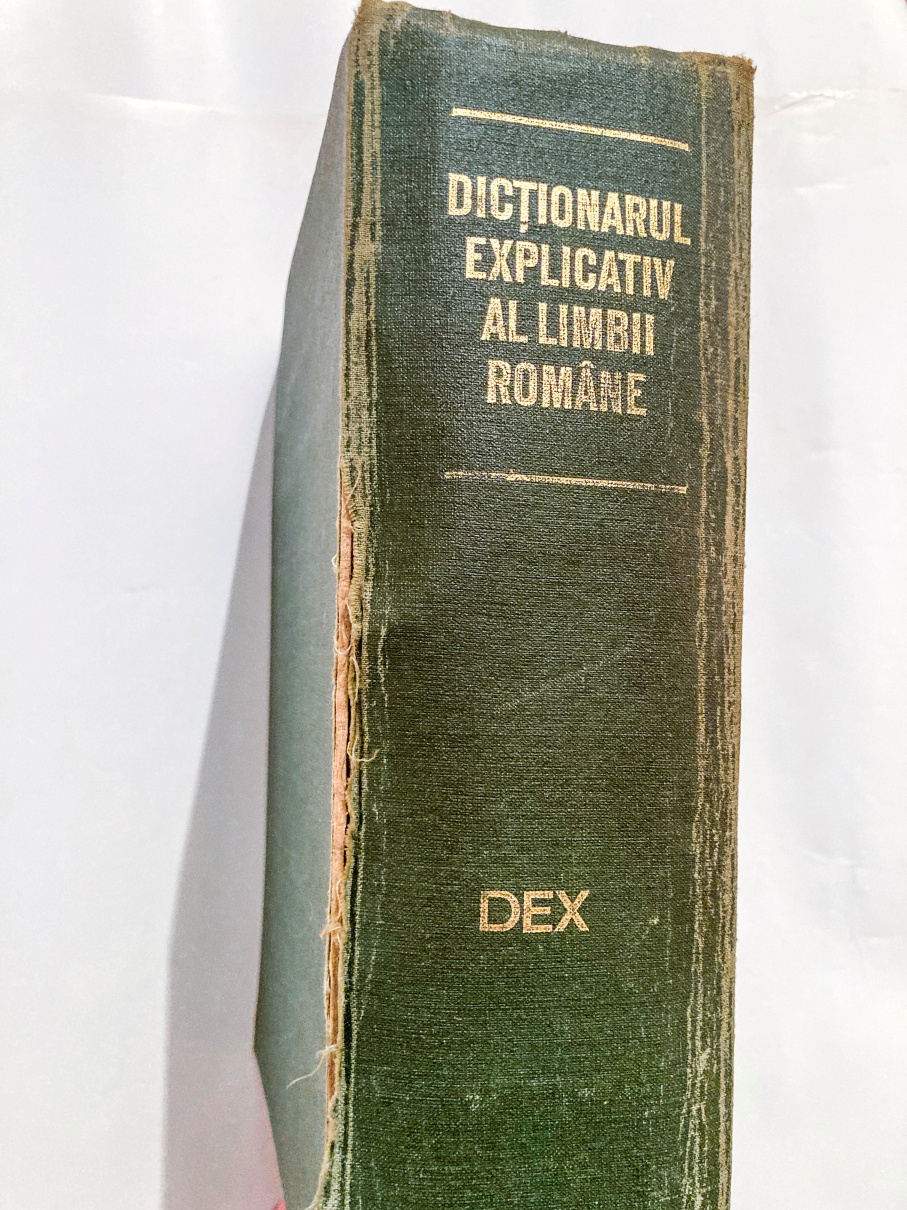 DICȚIONARUL
EXPLICATIV
AL LIMBII
ROMÂNE
DEX